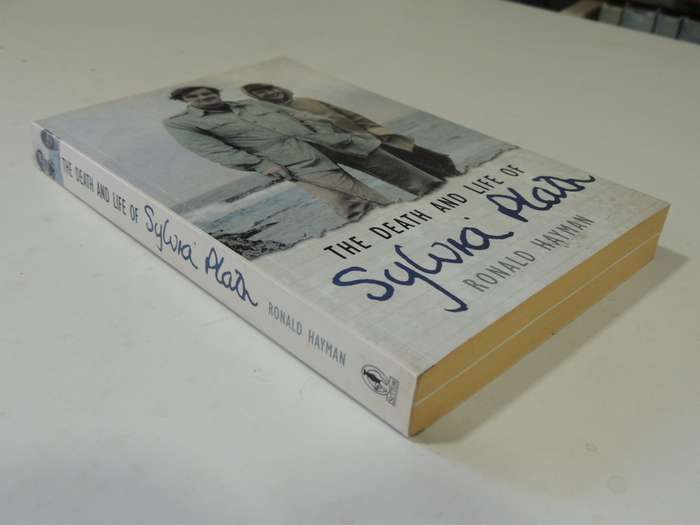 THE DEATH AND LIFE OF
Sylvia Plath
RONALD HAYMAN
THE DEATH AND LIFE OF Sylvia Plath RONALD HAYMAN